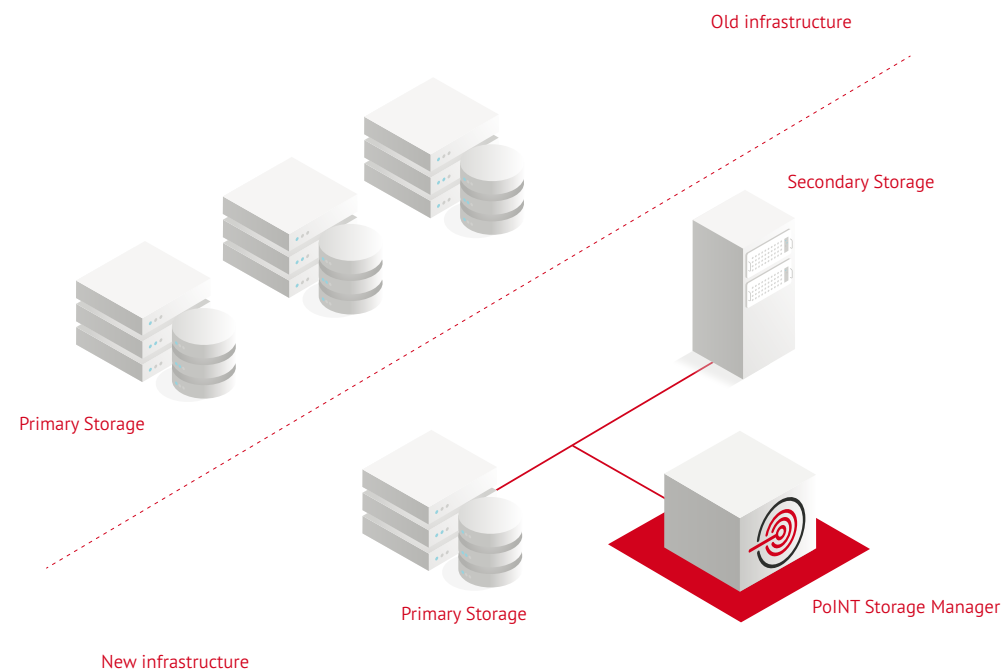 Old infrastructure
Secondary Storage
Primary Storage
Primary Storage
PoINT Storage Manager
New infrastructure